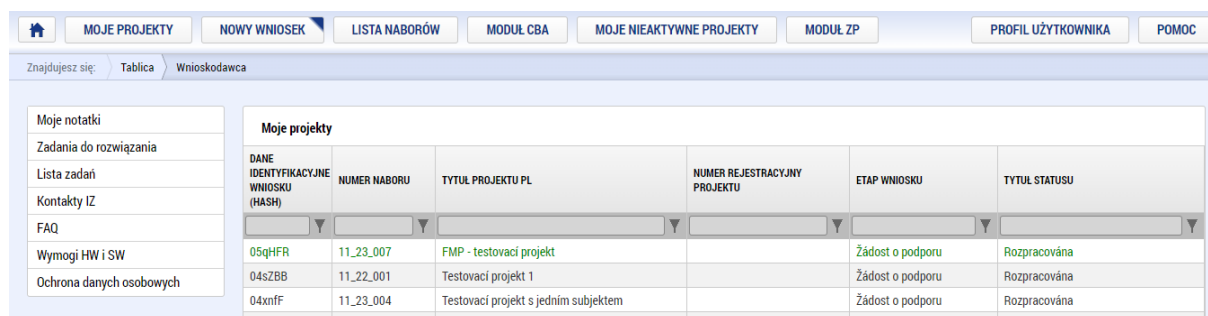 MOJE PROJEKTY NOWY WNIOSEK LISTA NABORÓW MODUŁ CBA MOJE NIEAKTYWNE PROJEKTY MODUŁ ZP PROFIL UŻYTKOWNIKA POMOC
Znajdujesz się: Tablica Wnioskodawca
Moje notatki
Zadania do rozwiązania
Lista zadań
Kontakty IZ
FAQ
Wymogi HW i SW
Ochrona danych osobowych
Moje projekty
DANE IDENTYFIKACYJNE WNIOSKU (HASH) NUMER NABORU TYTUŁ PROJEKTU PL NUMER REJESTRACYJNY PROJEKTU ETAP WNIOSKU TYTUŁ STATUSU
05qHFR 11_23_007 FMP - testovací projekt Žádost o podporu Rozpracována
04sZBB 11_22_001 Testovací projekt 1 Žádost o podporu Rozpracována
04xnfF 11_23_004 Testovací projekt s jedním subjektem Žádost o podporu Rozpracována